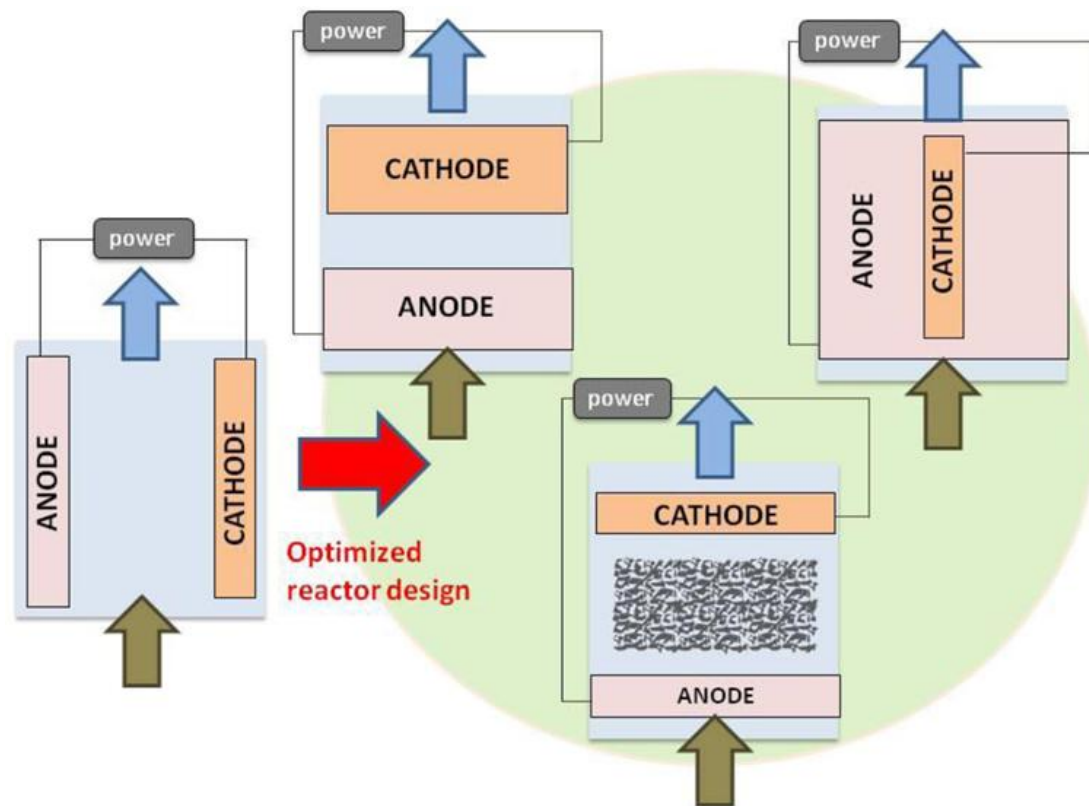 power
ANODE
CATHODE
Optimized
reactor design
power
CATHODE
ANODE
power
ANODE
CATHODE
power
CATHODE
ANODE